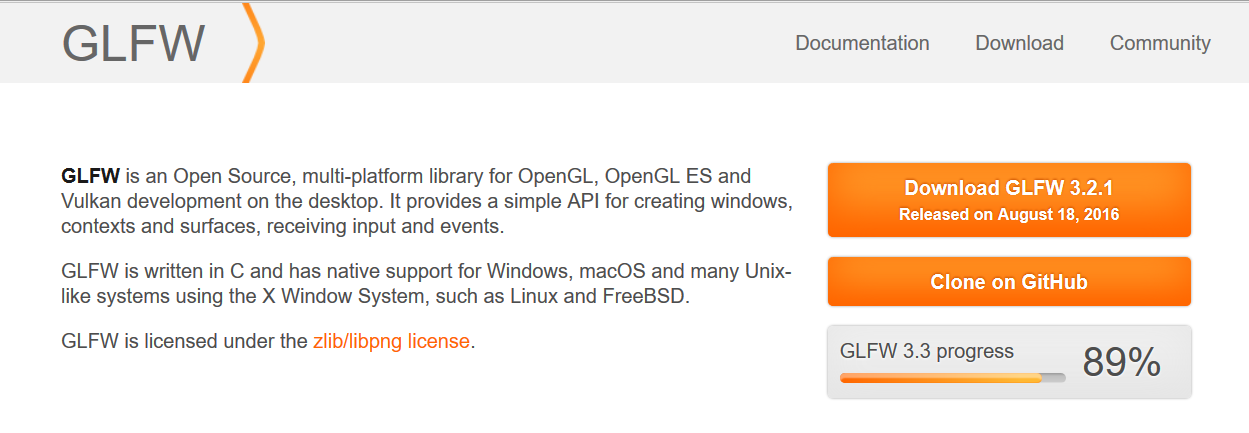 GLFW
Documentation
Download
Community
GLFW is an Open Source, multi-platform library for OpenGL, OpenGL ES and
Vulkan development on the desktop. It provides a simple API for creating windows,
contexts and surfaces, receiving input and events.
GLFW is written in C and has native support for Windows, macOS and many Unix-
like systems using the X Window System, such as Linux and FreeBSD.
GLFW is licensed under the zlib/libpng license.
Download GLFW 3.2.1
Released on August 18, 2016
Clone on GitHub
GLFW 3.3 progress
89%